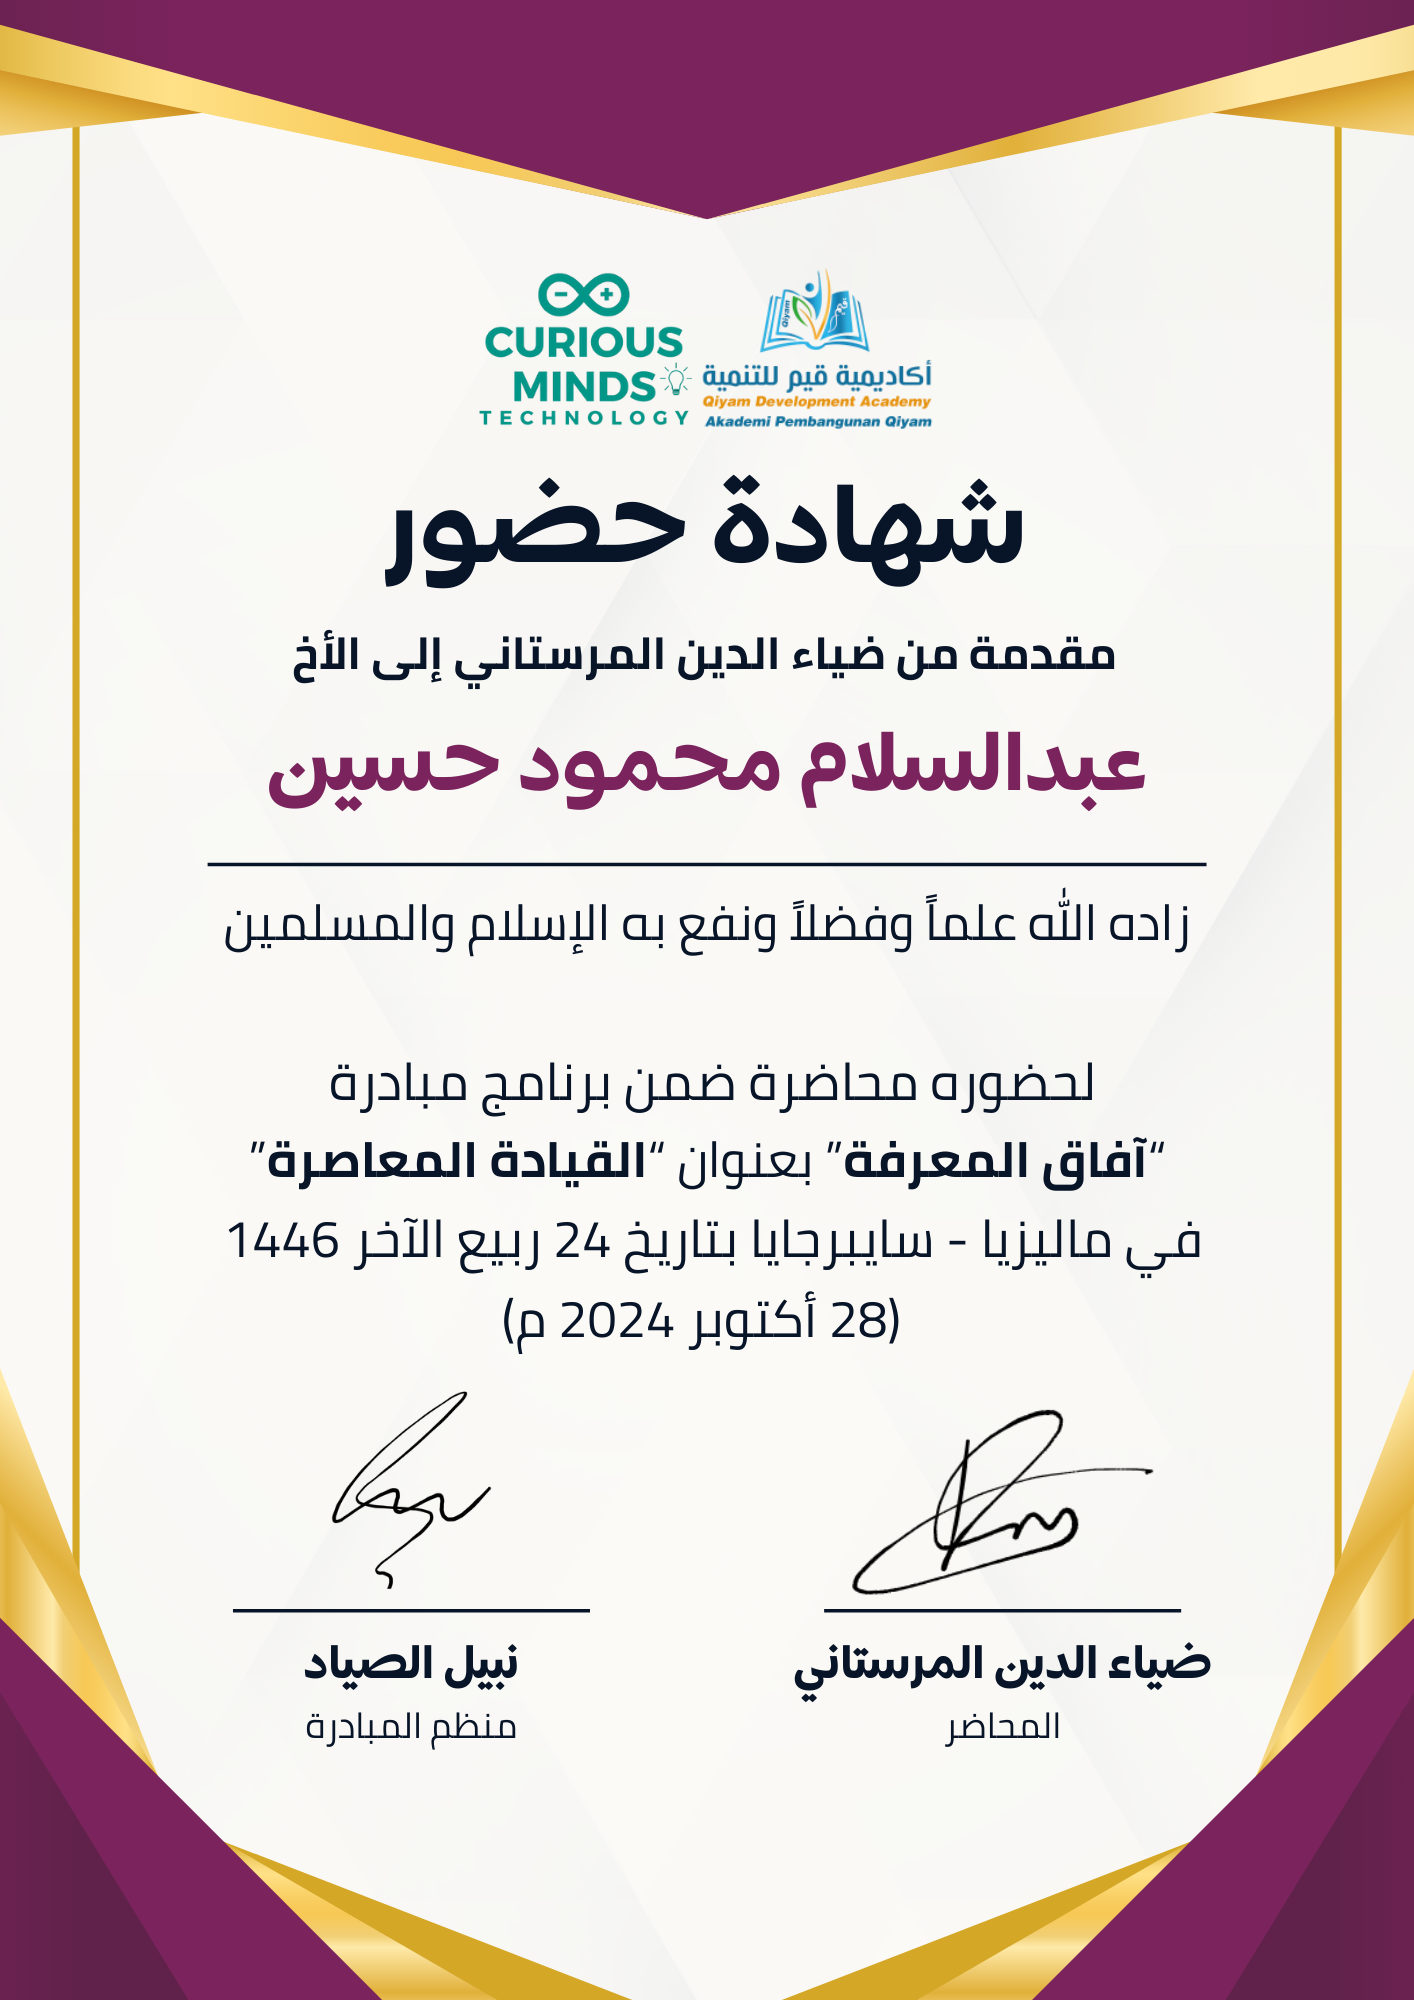 CURIOUS
MINDS
TECHNOLOGY
Qiyam
أكاديمية قيم للتنمية
Qiyam Development Academy
Akademi Pembangunan Qiyam
شهادة حضور
مقدمة من ضياء الدين المرستاني إلى الأخ
عبدالسلام محمود حسين
زاده الله علماً وفضلاً ونفع به الإسلام والمسلمين
لحضوره محاضرة ضمن برنامج مبادرة
“آفاق المعرفة” بعنوان “القيادة المعاصرة”
في ماليزيا - سايبرجايا بتاريخ 24 ربيع الآخر 1446
(28 أكتوبر 2024 م)
ضياء الدين المرستاني
المحاضر
نبيل الصياد
منظم المبادرة